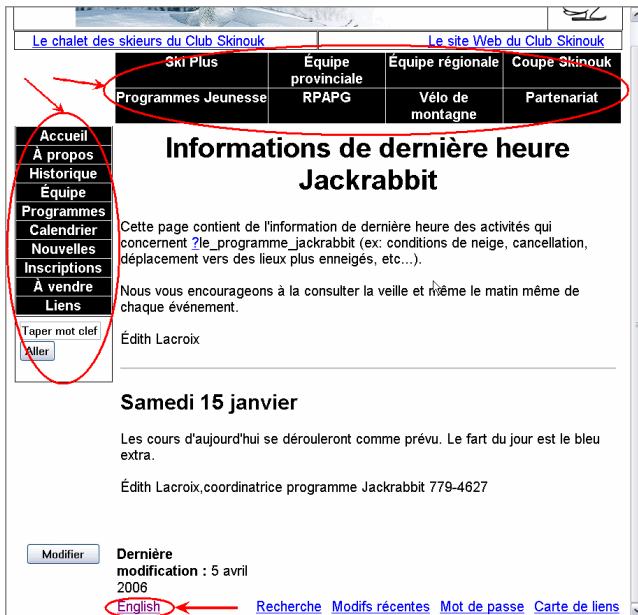 Le chalet des skieurs du Club Skinouk
Le site Web du Club Skinouk
Ski Plus
Équipe provinciale
Équipe régionale
Coupe Skinouk
Programmes Jeunesse
RPAPG
Vélo de montagne
Partenariat
Accueil
À propos
Historique
Équipe
Programmes
Calendrier
Nouvelles
Inscriptions
À vendre
Liens
Taper mot clef
Aller
Informations de dernière heure
Jackrabbit
Cette page contient de l'information de dernière heure des activités qui
concernent ?le_programme_jackrabbit (ex: conditions de neige, cancellation,
déplacement vers des lieux plus enneigés, etc...).
Nous vous encourageons à la consulter la veille et même le matin même de
chaque événement.
Édith Lacroix
Samedi 15 janvier
Les cours d'aujourd'hui se dérouleront comme prévu. Le fart du jour est le bleu
extra.
Édith Lacroix,coordinatrice programme Jackrabbit 779-4627
Modifier
Dernière
modification : 5 avril
2006
English
Recherche Modifs récentes Mot de passe Carte de liens